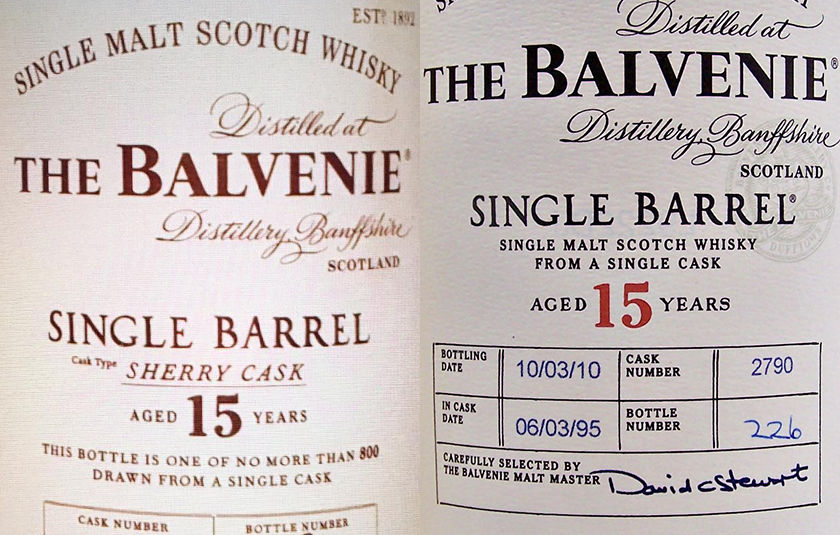 ESTD 1892
SINGLE MALT SCOTCH WHISKY
Distilled at
THE BALVENIE®
Distillery, Banffshire
SCOTLAND
SINGLE BARREL
Cask Type SHERRY CASK
AGED 15 YEARS
THIS BOTTLE IS ONE OF NO MORE THAN 800
DRAWN FROM A SINGLE CASK
CASK NUMBER
BOTTLE NUMBER
Distilled at
THE BALVENIE®
Distillery, Banffshire
SCOTLAND
SINGLE BARREL®
SINGLE MALT SCOTCH WHISKY
FROM A SINGLE CASK
AGED 15 YEARS
BOTTLING DATE
10/03/10
CASK NUMBER
2790
IN CASK DATE
06/03/95
BOTTLE NUMBER
226
CAREFULLY SELECTED BY
THE BALVENIE MALT MASTER
David C Stewart